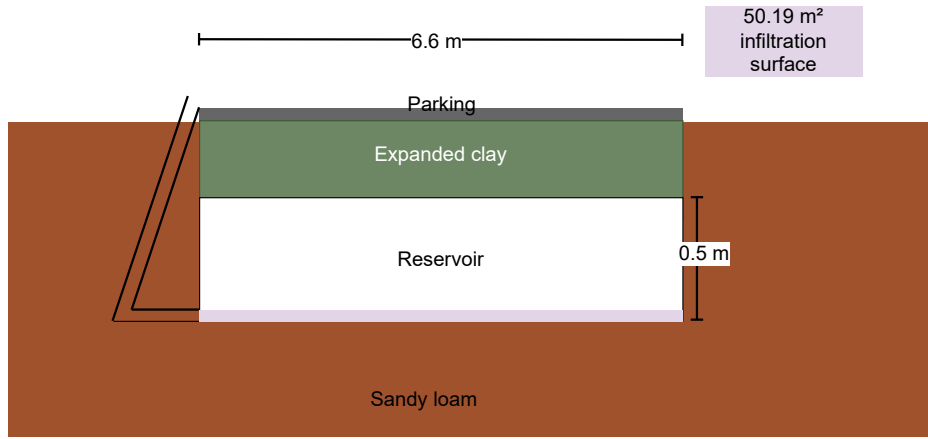 50.19 m²
infiltration
surface
6.6 m
Parking
Expanded clay
Reservoir
0.5 m
Sandy loam